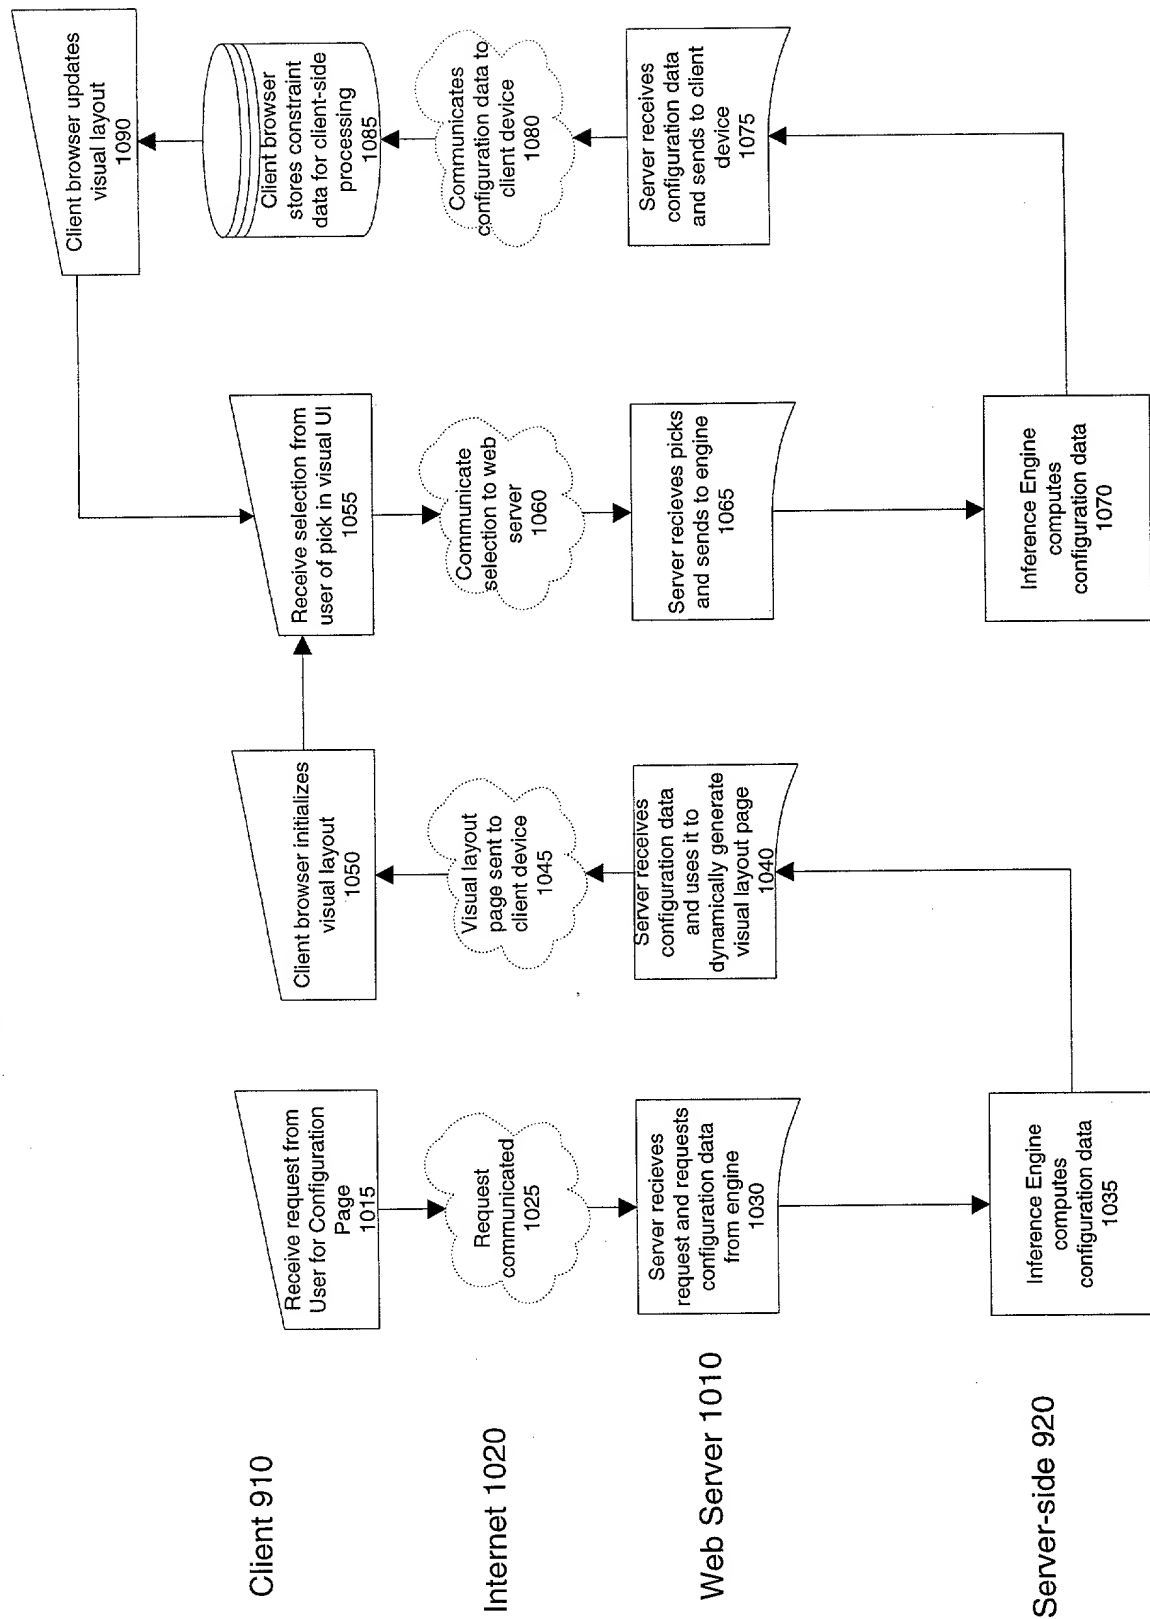 Client 910
Receive request from
User for Configuration
Page
1015
Client browser initializes
visual layout
1050
Receive selection from
user of pick in visual UI
1055
Client browser updates
visual layout
1090
Client browser
stores constraint
data for client-side
processing
1085
Internet 1020
Request
communicated
1025
Visual layout
page sent to
client device
1045
Communicate
selection to web
server
1060
Communicates
configuration data to
client device
1080
Web Server 1010
Server recieves
request and requests
configuration data
from engine
1030
Server receives
configuration data
and uses it to
dynamically generate
visual layout page
1040
Server recieves picks
and sends to engine
1065
Server receives
configuration data
and sends to client
device
1075
Server-side 920
Inference Engine
computes
configuration data
1035
Inference Engine
computes
configuration data
1070